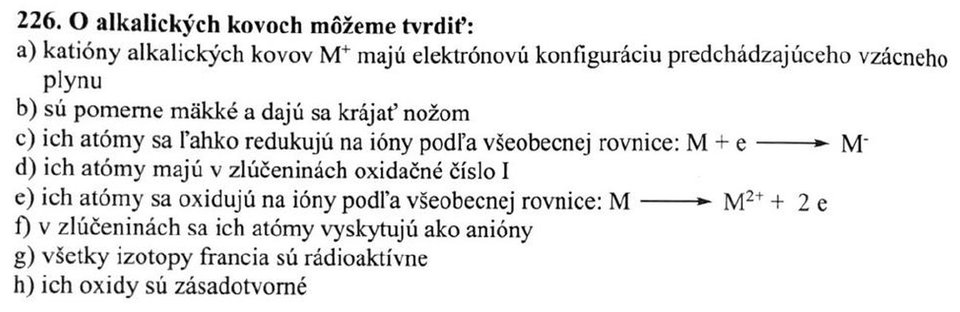 226. O alkalických kovoch môžeme tvrdiť:
a) katióny alkalických kovov M⁺ majú elektrónovú konfiguráciu predchádzajúceho vzácneho
plynu
b) sú pomerne mäkké a dajú sa krájať nožom
c) ich atómy sa ľahko redukujú na ióny podľa všeobecnej rovnice: M + e ⟶ M⁻
d) ich atómy majú v zlúčeninách oxidačné číslo I
e) ich atómy sa oxidujú na ióny podľa všeobecnej rovnice: M ⟶ M²⁺ + 2 e
f) v zlúčeninách sa ich atómy vyskytujú ako anióny
g) všetky izotopy francia sú rádioaktívne
h) ich oxidy sú zásadotvorné